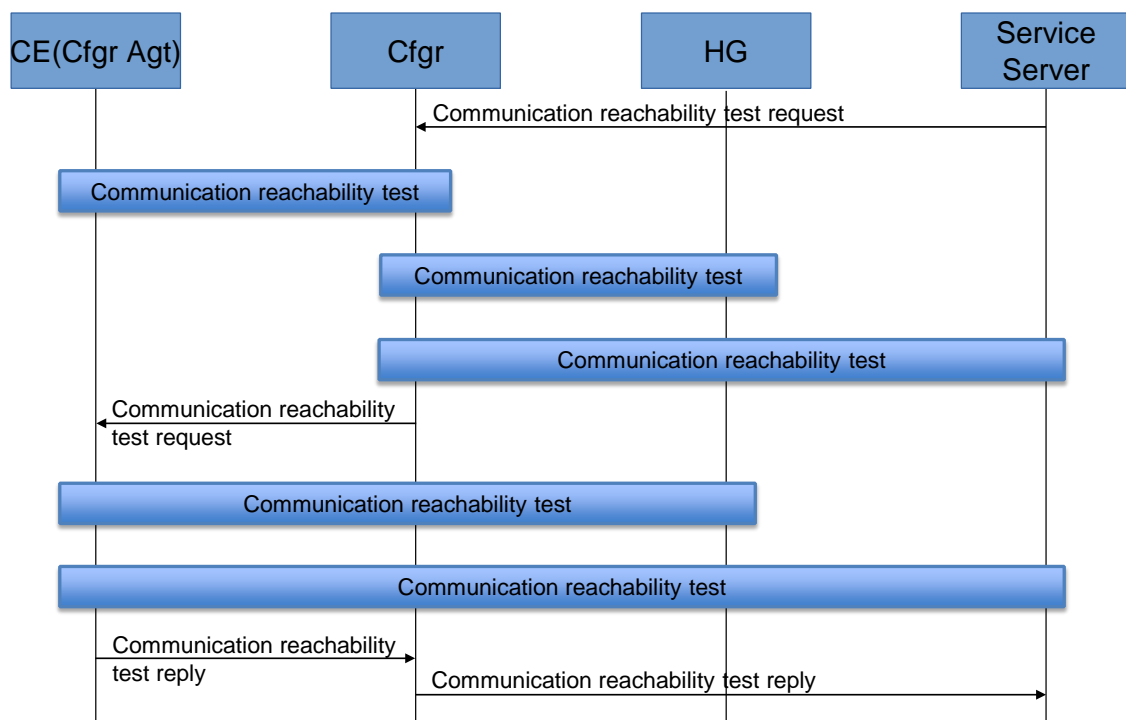 CE(Cfgr Agt)
Cfgr
HG
Service
Server
Communication reachability test request
Communication reachability test
Communication reachability test
Communication reachability test
Communication reachability
test request
Communication reachability test
Communication reachability test
Communication reachability
test reply
Communication reachability test reply